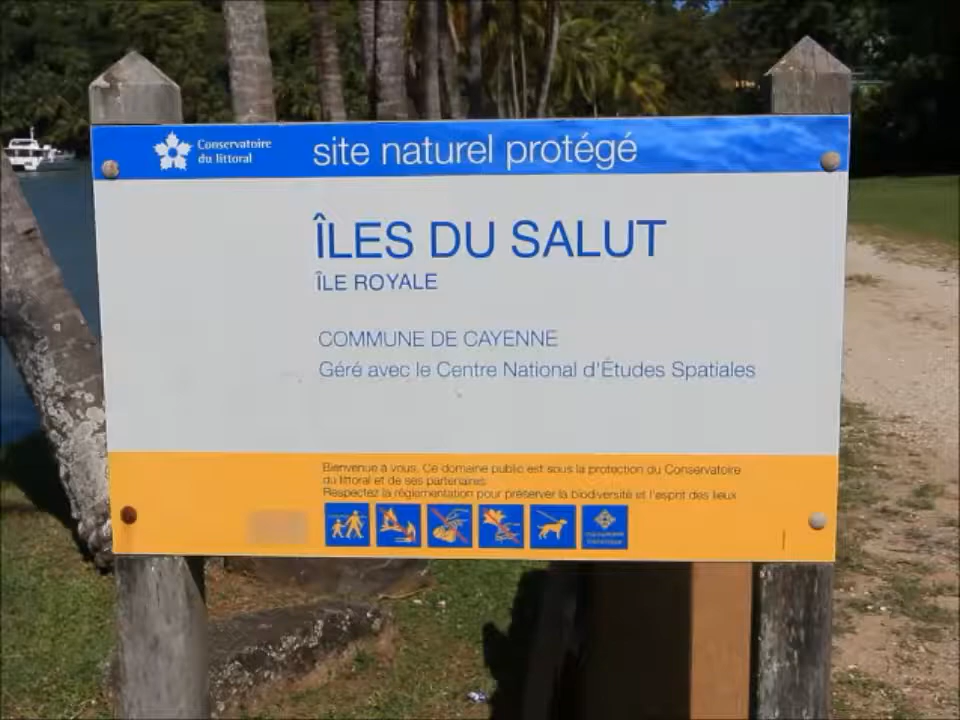 Conservatoire
du littoral
site naturel protégé
ÎLES DU SALUT
ÎLE ROYALE
COMMUNE DE CAYENNE
Géré avec le Centre National d'Études Spatiales
Bienvenue à vous. Ce domaine public est sous la protection du Conservatoire
du littoral et de ses partenaires
Respectez la réglementation pour préserver la biodiversité et l'esprit des lieux